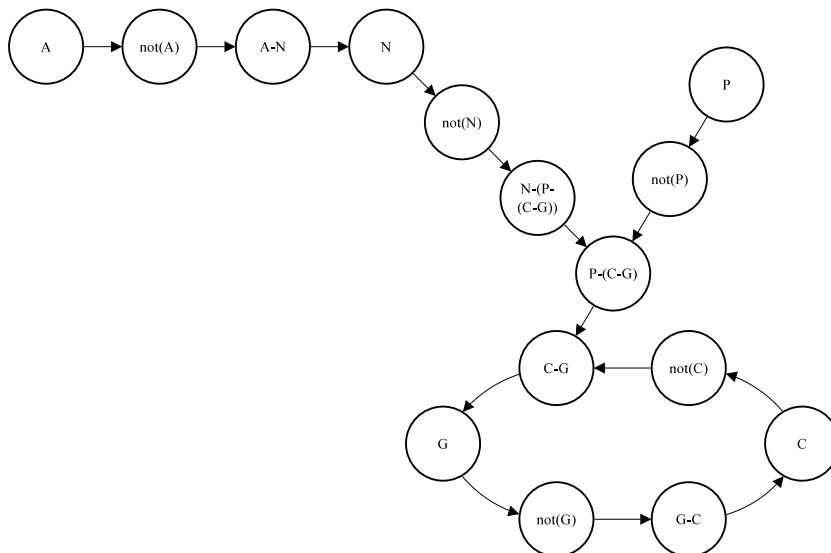 A
not(A)
A-N
N
P
not(N)
not(P)
N-(P-
(C-G))
P-(C-G)
C-G
not(C)
G
C
not(G)
G-C